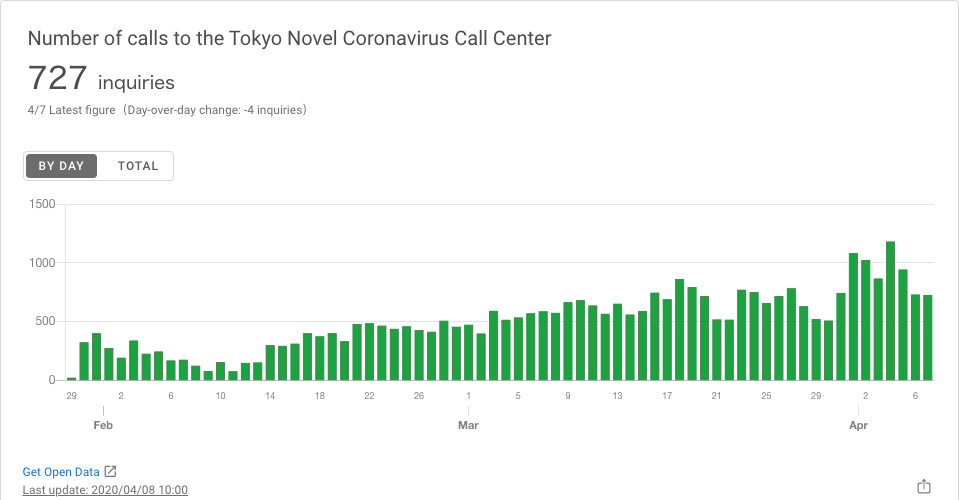 Number of calls to the Tokyo Novel Coronavirus Call Center
727 inquiries
4/7 Latest figure（Day-over-day change: -4 inquiries）
BY DAY TOTAL
1500
1000
500
0
29 2 6 10 14 18 22 26 1 5 9 13 17 21 25 29 2 6
Feb Mar Apr
Get Open Data
Last update: 2020/04/08 10:00